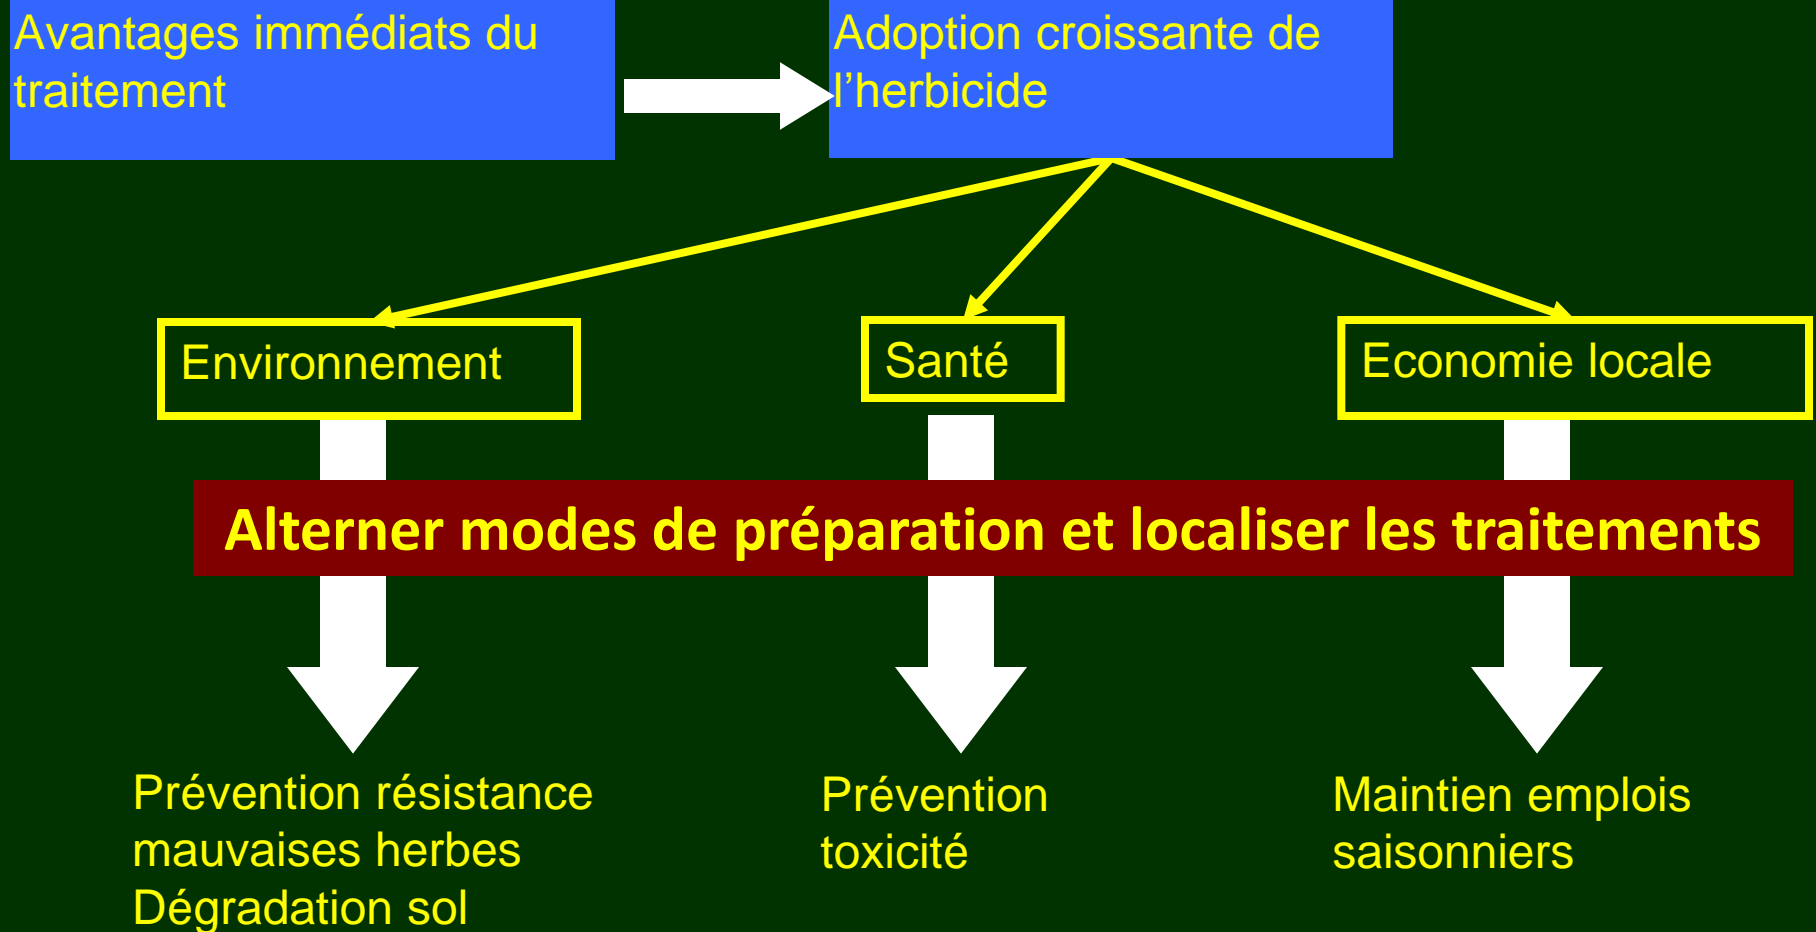 Avantages immédiats du
traitement
Adoption croissante de
l’herbicide
Environnement
Santé
Economie locale
Alterner modes de préparation et localiser les traitements
Prévention résistance
mauvaises herbes
Dégradation sol
Prévention
toxicité
Maintien emplois
saisonniers